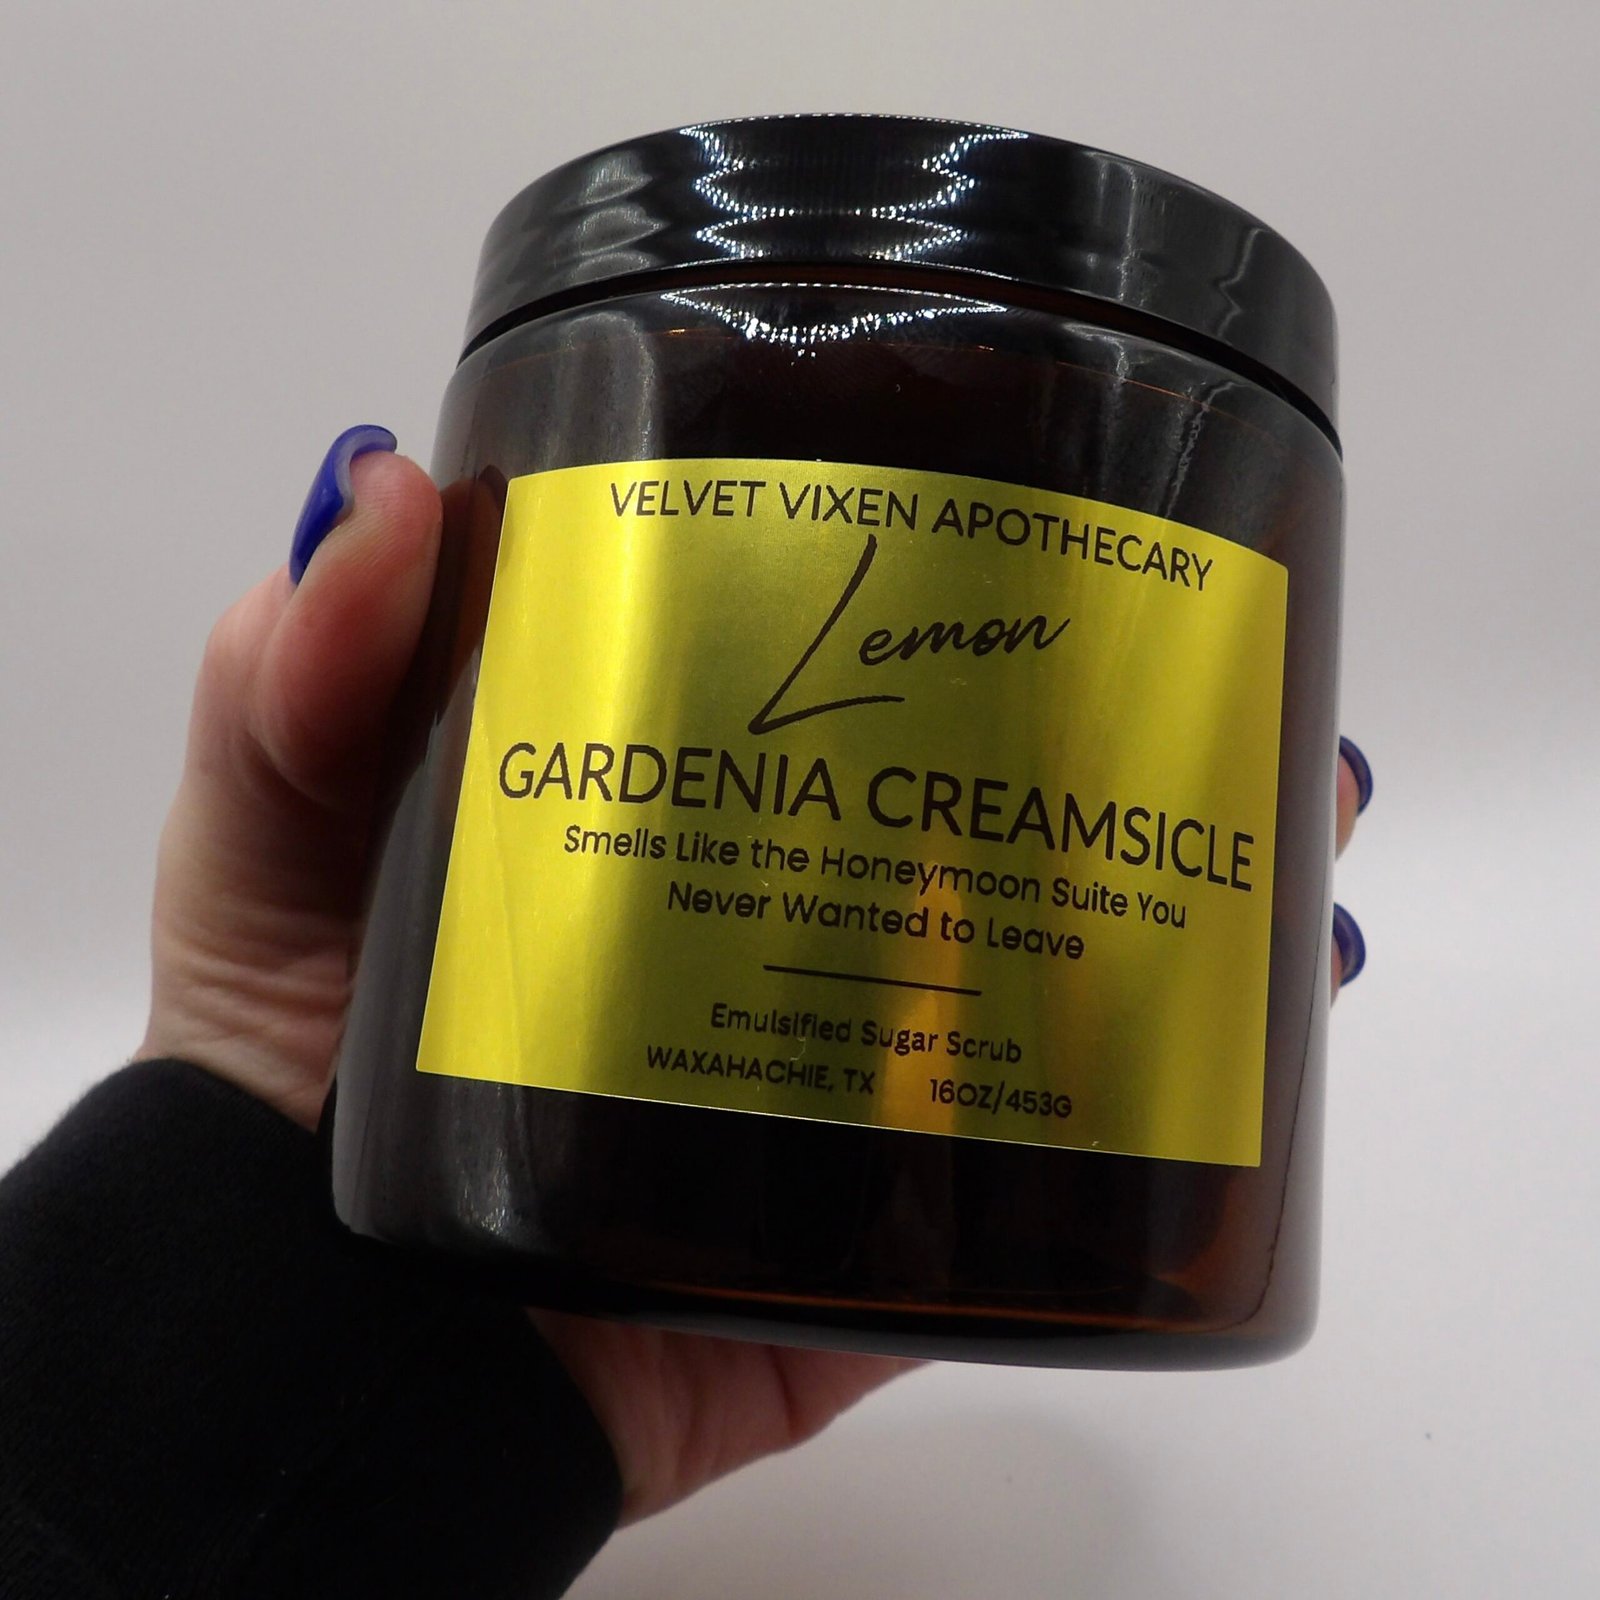 VELVET VIXEN APOTHECARY
Lemon
GARDENIA CREAMSICLE
Smells Like the Honeymoon Suite You
Never Wanted to Leave
Emulsified Sugar Scrub
WAXAHACHIE, TX 16OZ/453G